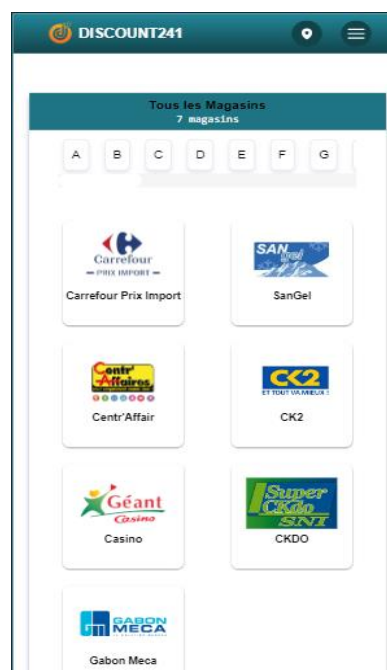 DISCOUNT241
Tous les Magasins
7 magasins
A B C D E F G
Carrefour
PRIX IMPORT
Carrefour Prix Import
SAN
gel
SanGel
Centr'
Affaires
Centr'Affair
CK2
ET TOUT VA MIEUX !
CK2
Géant
Casino
Casino
Super
CKdo
SNI
CKDO
GABON
MECA
Gabon Meca